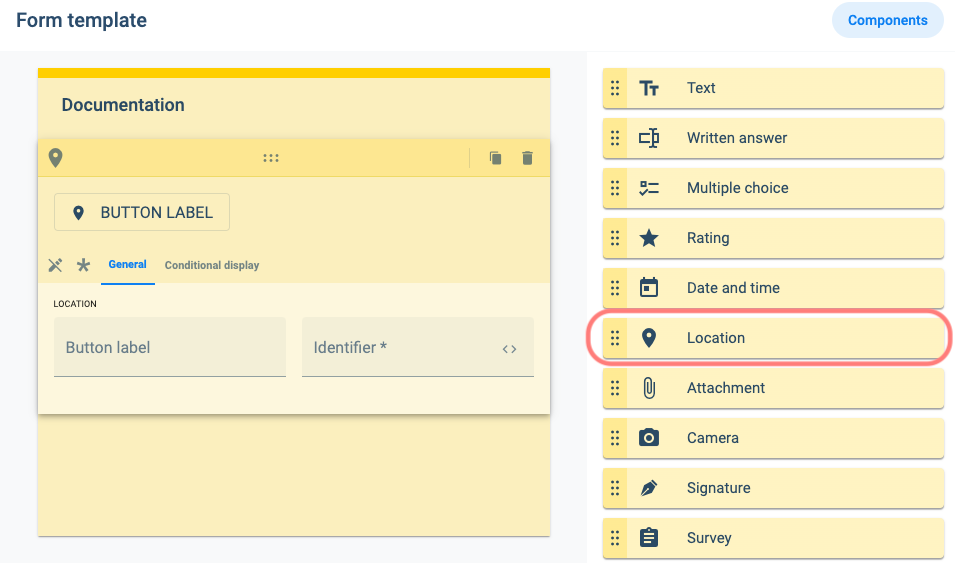 Form template
Components
Documentation
BUTTON LABEL
General
Conditional display
LOCATION
Button label
Identifier *
Text
Written answer
Multiple choice
Rating
Date and time
Location
Attachment
Camera
Signature
Survey